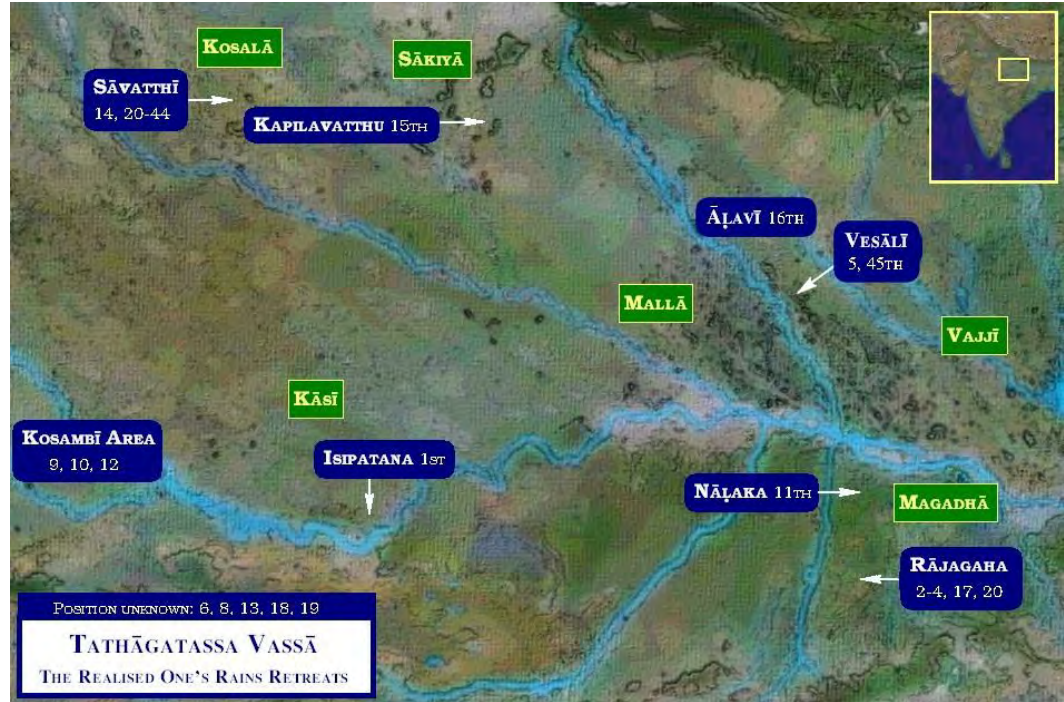 Kosalā
Sākiyā
Sāvatthī
14, 20-44
Kapilavatthu 15th
Āḷavī 16th
Vesālī
5, 45th
Mallā
Vajjī
Kāsī
Kosambī Area
9, 10, 12
Isipatana 1st
Nāḷaka 11th
Magadhā
Rājagaha
2-4, 17, 20
Position unknown: 6, 8, 13, 18, 19
Tathāgatassa Vassā
The Realised One's Rains Retreats